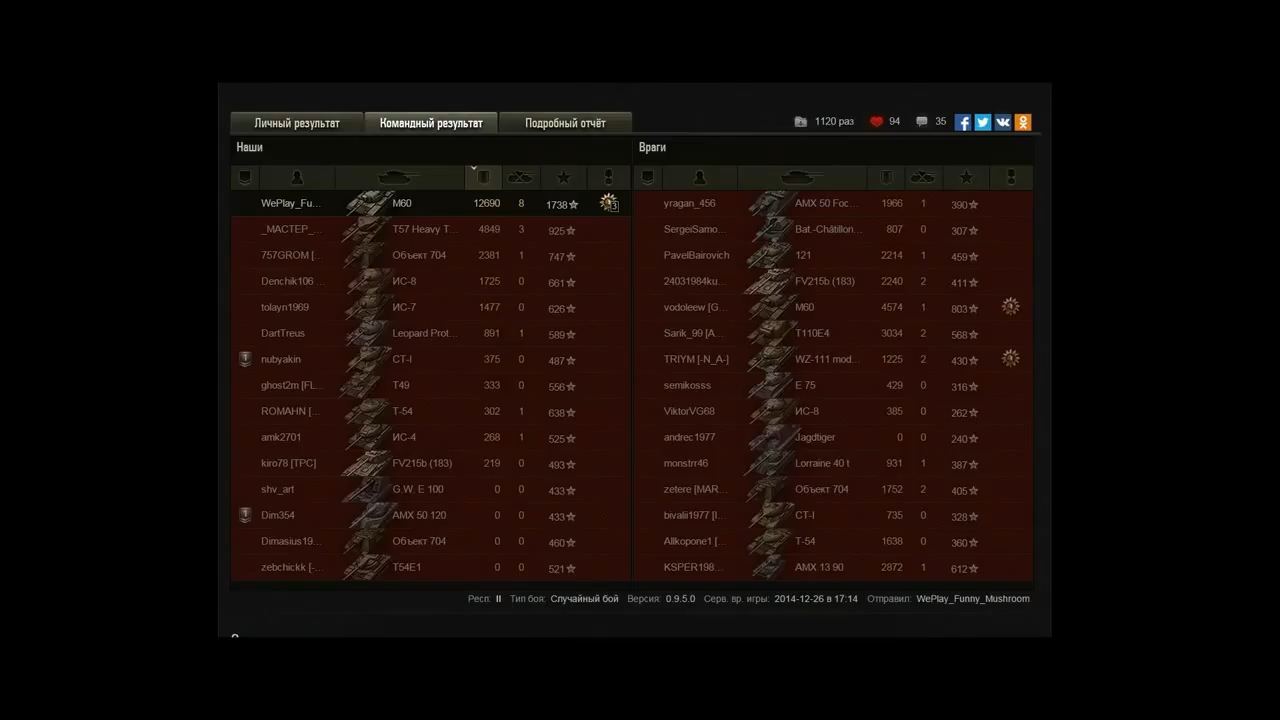 Личный результат Командный результат Подробный отчёт 1120 раз 94 35
Наши Враги
WePlay_Fu... M60 12690 8 1738 3 yragan_456 AMX 50 Foc... 1966 1 390
_MACTEP_... T57 Heavy T... 4849 3 925 SergeiSamo... Bat.-Châtillon... 807 0 307
757GROM [... Объект 704 2381 1 747 PavelBairovich 121 2214 1 459
Denchik106 ... ИС-8 1725 0 661 24031984ku... FV215b (183) 2240 2 411
tolayn1969 ИС-7 1477 0 626 vodoleew [G... M60 4574 1 803
DartTreus Leopard Prot... 891 1 589 Sarik_99 [A... T110E4 3034 2 568
nubyakin СТ-I 375 0 487 TRIYM [-N_A-] WZ-111 mod... 1225 2 430
ghost2m [FL... T49 333 0 556 semikosss E 75 429 0 316
ROMAHN [... Т-54 302 1 638 ViktorVG68 ИС-8 385 0 262
amk2701 ИС-4 268 1 525 andrec1977 Jagdtiger 0 0 240
kiro78 [TPC] FV215b (183) 219 0 493 monstrr46 Lorraine 40 t 931 1 387
shv_art G.W. E 100 0 0 433 zetere [MAR... Объект 704 1752 2 405
Dim354 AMX 50 120 0 0 433 bivalii1977 [I... СТ-I 735 0 328
Dimasius19... Объект 704 0 0 460 Allkopone1 [... Т-54 1638 0 360
zebchickk [-... T54E1 0 0 521 KSPER198... AMX 13 90 2872 1 612
Респ: II Тип боя: Случайный бой Версия: 0.9.5.0 Серв. вр. игры: 2014-12-26 в 17:14 Отправил: WePlay_Funny_Mushroom